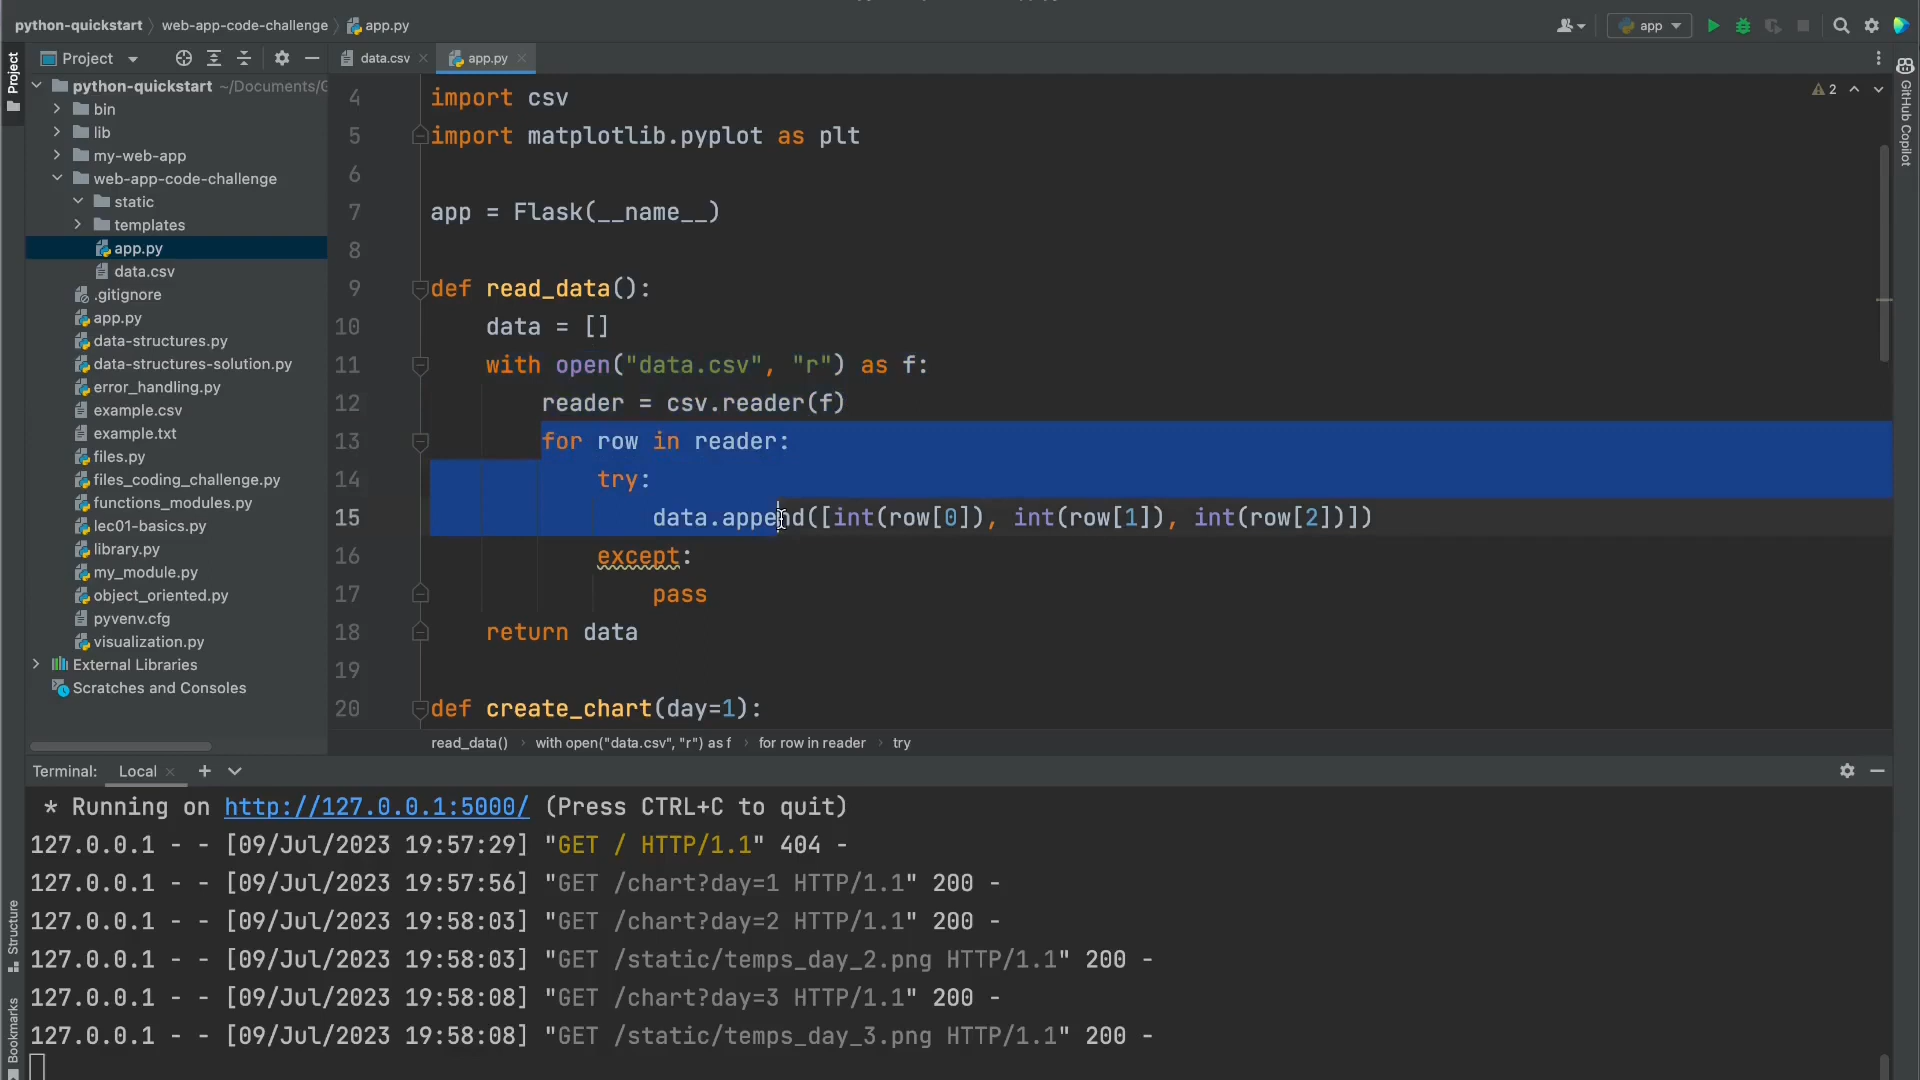 python-quickstart web-app-code-challenge app.py
app
Project
data.csv
app.py
python-quickstart ~/Documents/
bin
lib
my-web-app
web-app-code-challenge
static
templates
app.py
data.csv
.gitignore
app.py
data-structures.py
data-structures-solution.py
error_handling.py
example.csv
example.txt
files.py
files_coding_challenge.py
functions_modules.py
lec01-basics.py
library.py
my_module.py
object_oriented.py
pyvenv.cfg
visualization.py
External Libraries
Scratches and Consoles
Project
Structure
Bookmarks
GitHub Copilot
2
4 import csv
5 import matplotlib.pyplot as plt
6
7 app = Flask(__name__)
8
9 def read_data():
10 data = []
11 with open("data.csv", "r") as f:
12 reader = csv.reader(f)
13 for row in reader:
14 try:
15 data.append([int(row[0]), int(row[1]), int(row[2])])
16 except:
17 pass
18 return data
19
20 def create_chart(day=1):
read_data() with open("data.csv", "r") as f for row in reader try
Terminal: Local
* Running on http://127.0.0.1:5000/ (Press CTRL+C to quit)
127.0.0.1 - - [09/Jul/2023 19:57:29] "GET / HTTP/1.1" 404 -
127.0.0.1 - - [09/Jul/2023 19:57:56] "GET /chart?day=1 HTTP/1.1" 200 -
127.0.0.1 - - [09/Jul/2023 19:58:03] "GET /chart?day=2 HTTP/1.1" 200 -
127.0.0.1 - - [09/Jul/2023 19:58:03] "GET /static/temps_day_2.png HTTP/1.1" 200 -
127.0.0.1 - - [09/Jul/2023 19:58:08] "GET /chart?day=3 HTTP/1.1" 200 -
127.0.0.1 - - [09/Jul/2023 19:58:08] "GET /static/temps_day_3.png HTTP/1.1" 200 -